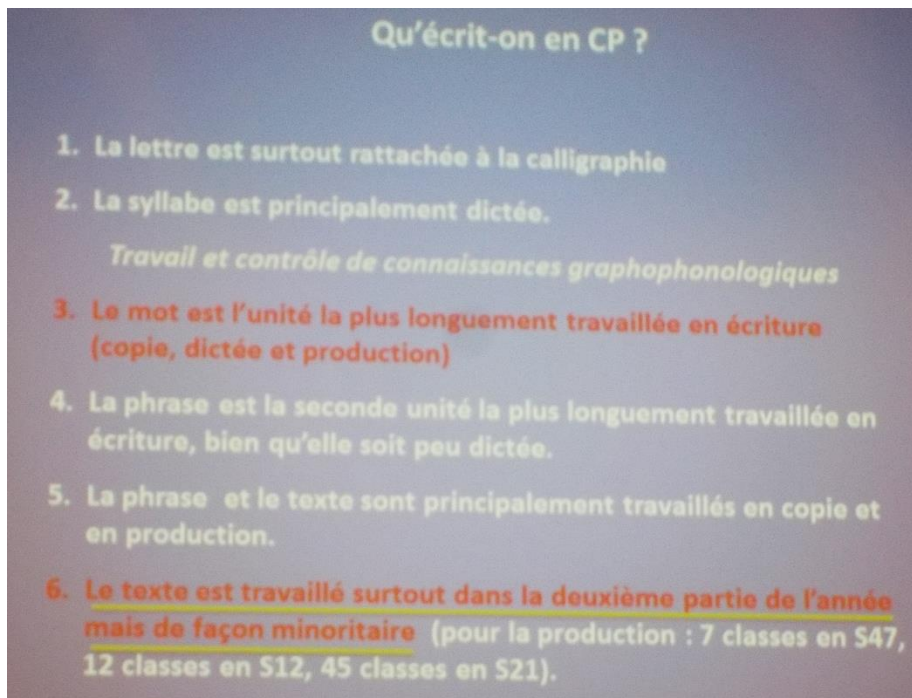 Qu'écrit-on en CP ?
1. La lettre est surtout rattachée à la calligraphie
2. La syllabe est principalement dictée.
Travail et contrôle de connaissances graphophonologiques
3. Le mot est l'unité la plus longuement travaillée en écriture
(copie, dictée et production)
4. La phrase est la seconde unité la plus longuement travaillée en
écriture, bien qu'elle soit peu dictée.
5. La phrase et le texte sont principalement travaillés en copie et
en production.
6. Le texte est travaillé surtout dans la deuxième partie de l'année
mais de façon minoritaire (pour la production : 7 classes en S47,
12 classes en S12, 45 classes en S21).